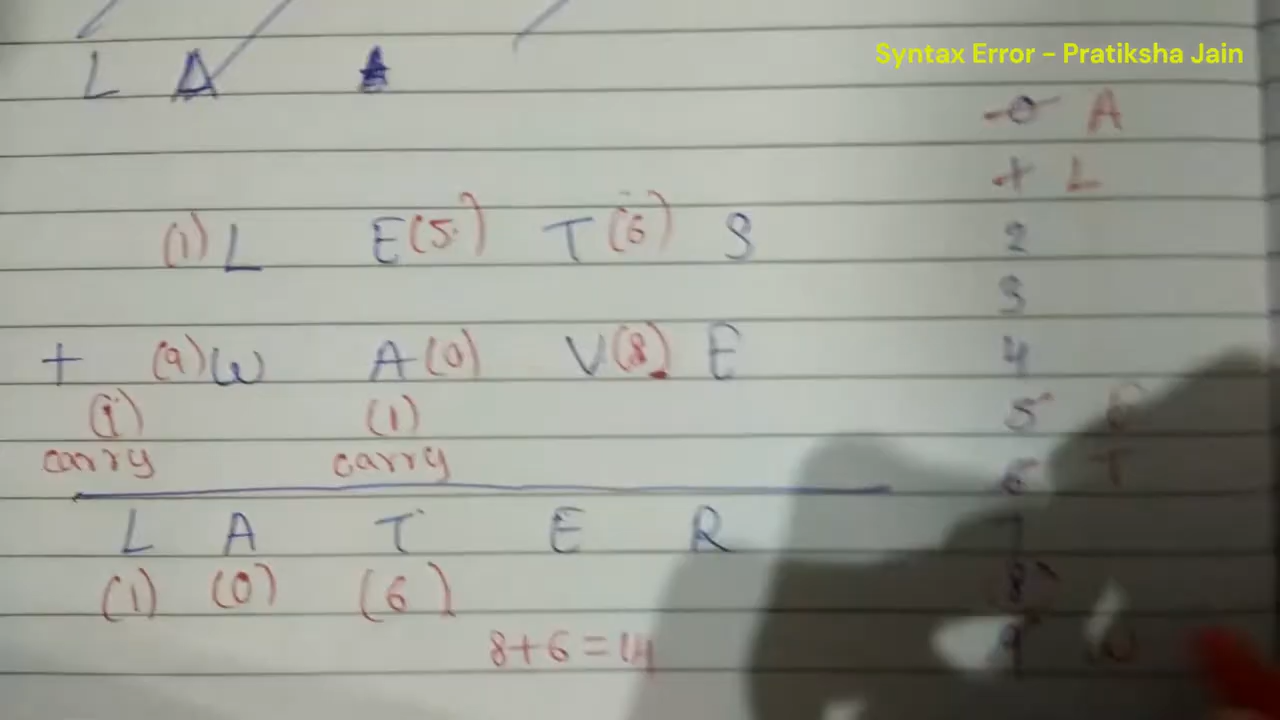 Syntax Error - Pratiksha Jain
L A A
0 A
1 L
(1) L E (5) T (6) S 2
3
+ (9) W A (0) V (8) E 4
(1) (1) 5 E
carry carry 6 T
L A T E R 7
(1) (0) (6) 8
8+6=14 9 W